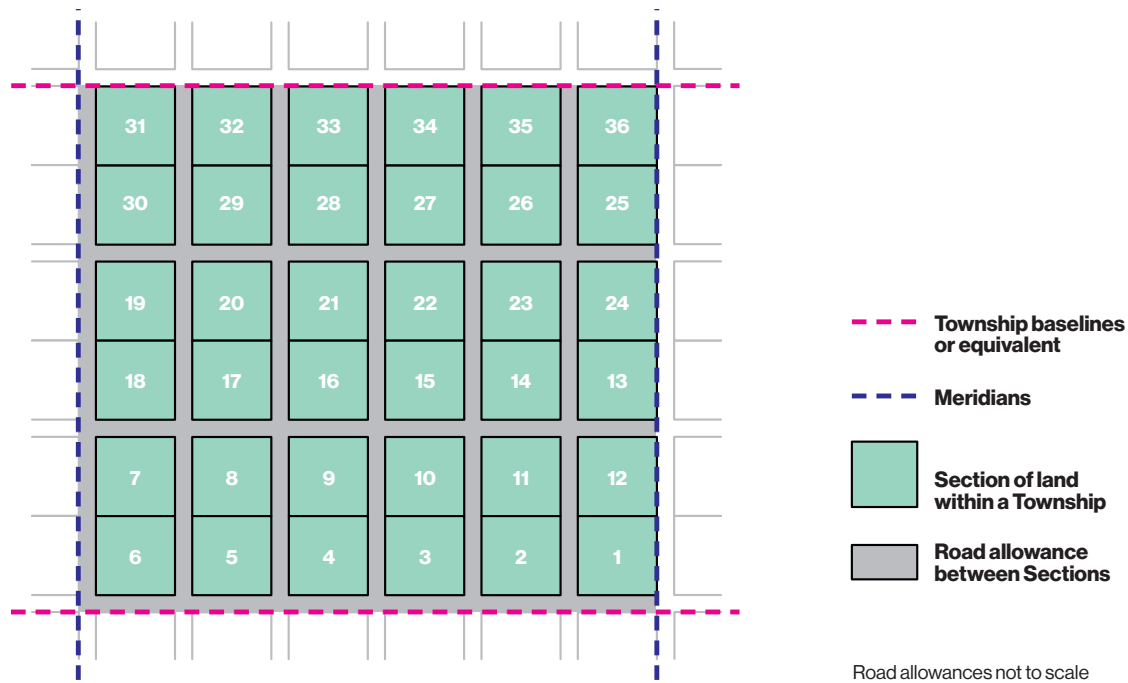 31 32 33 34 35 36
30 29 28 27 26 25
19 20 21 22 23 24
18 17 16 15 14 13
7 8 9 10 11 12
6 5 4 3 2 1
Township baselines
or equivalent
Meridians
Section of land
within a Township
Road allowance
between Sections
Road allowances not to scale